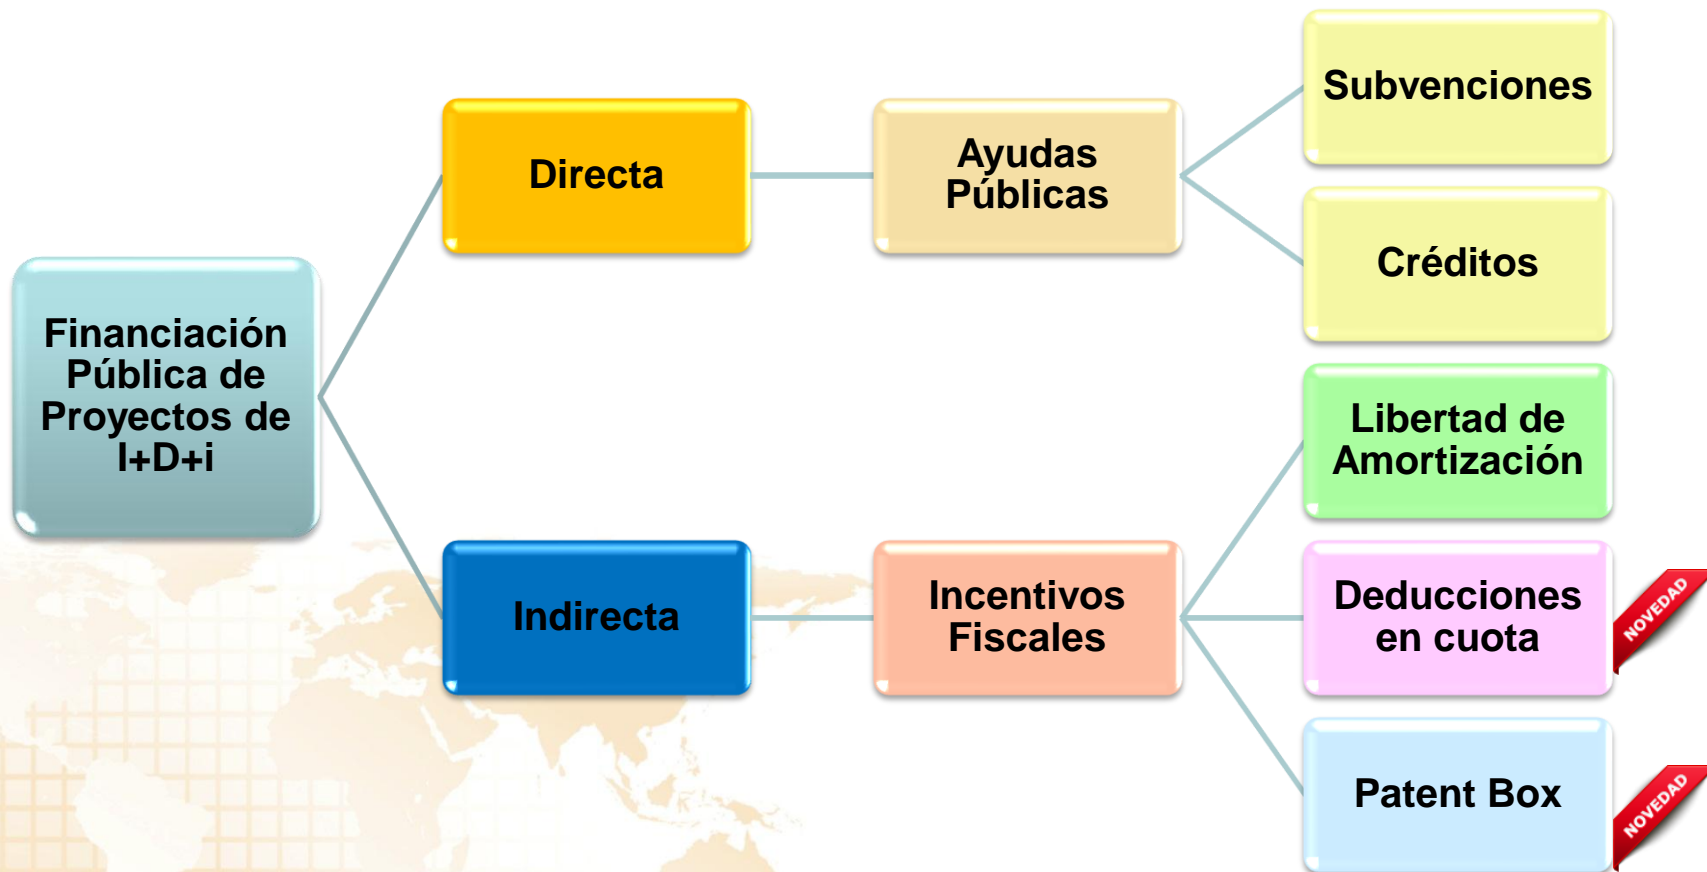 Financiación
Pública de
Proyectos de
I+D+i
Directa
Ayudas
Públicas
Subvenciones
Créditos
Indirecta
Incentivos
Fiscales
Libertad de
Amortización
Deducciones
en cuota
NOVEDAD
Patent Box
NOVEDAD